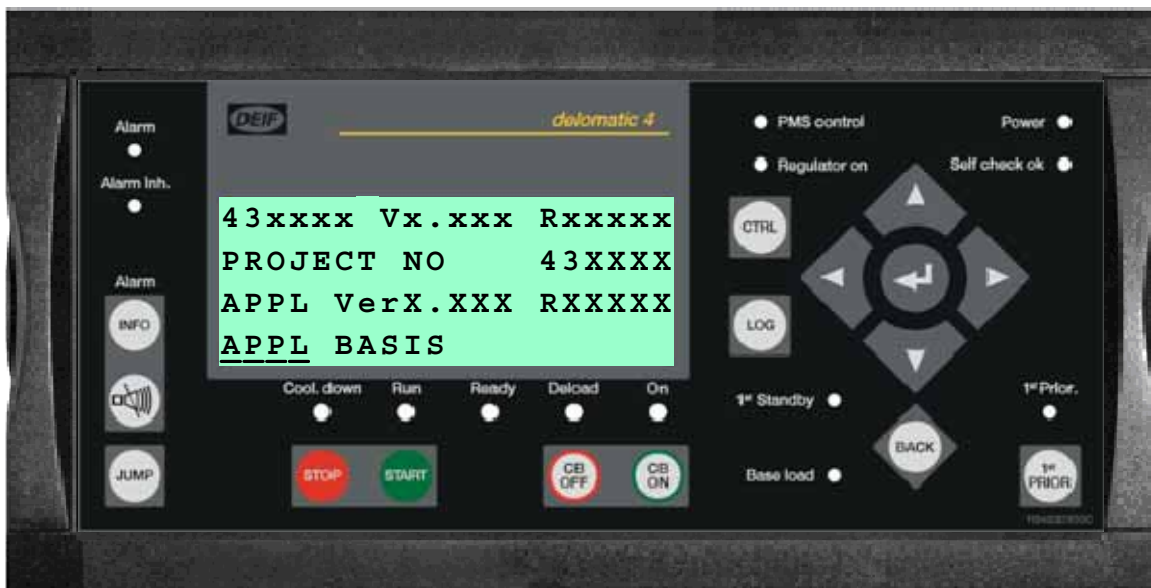 DEIF
delomatic 4
Alarm
Alarm Inh.
43xxxx Vx.xxx Rxxxxx
PROJECT NO 43XXXX
APPL VerX.XXX RXXXXX
APPL BASIS
PMS control
Power
Regulator on
Self check ok
CTRL
LOG
Alarm
INFO
JUMP
Cool. down
Run
Ready
Deload
On
STOP
START
CB
OFF
CB
ON
1st Standby
Base load
BACK
1st Prior.
1st
PRIOR.